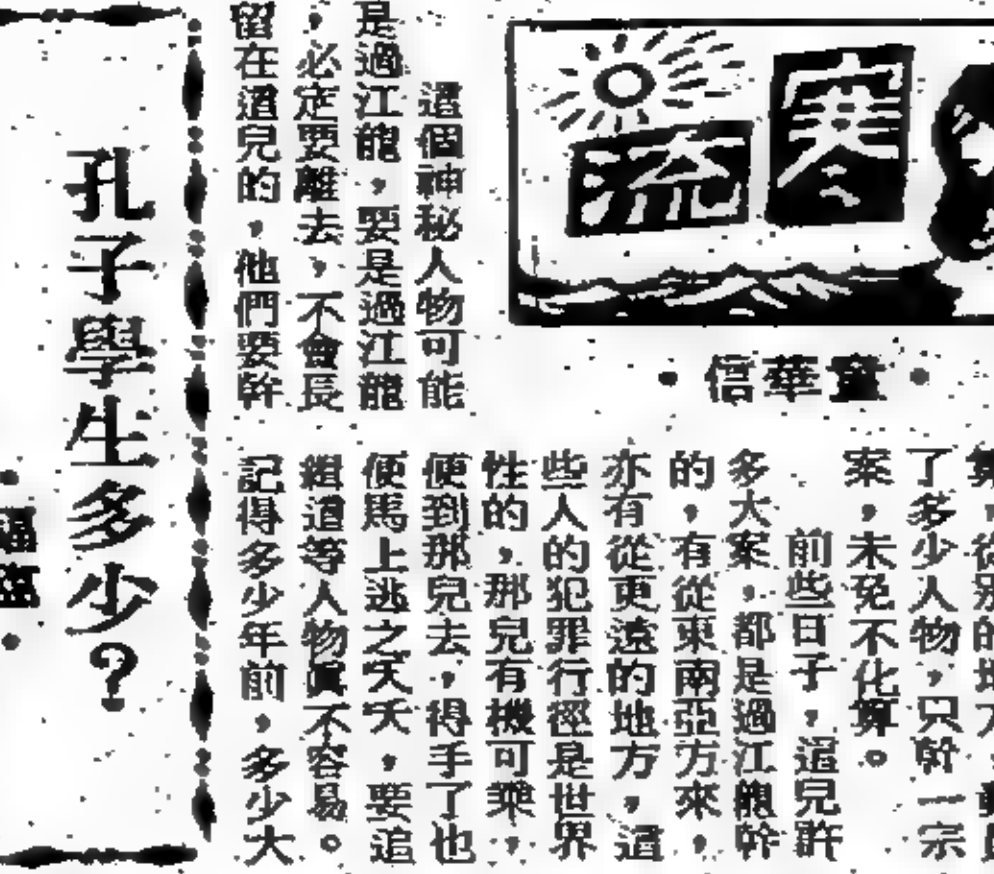 寒流
•童華信•
這個神秘人物可能
是過江龍，要是過江龍
，必定要離去，不會長
留在這兒的，他們要幹
了多少人物，只幹一宗
案，未免不化算。
前些日子，這兒許
多大案，都是過江龍幹
的，有從東南亞方來，
亦有從更遠的地方，這
些人的犯罪行徑是世界
性的，那兒有機可乘，
便到那兒去，得手了也
便馬上逃之夭夭，要追
緝這等人物眞不容易。
記得多少年前，多少大
孔子學生多少？